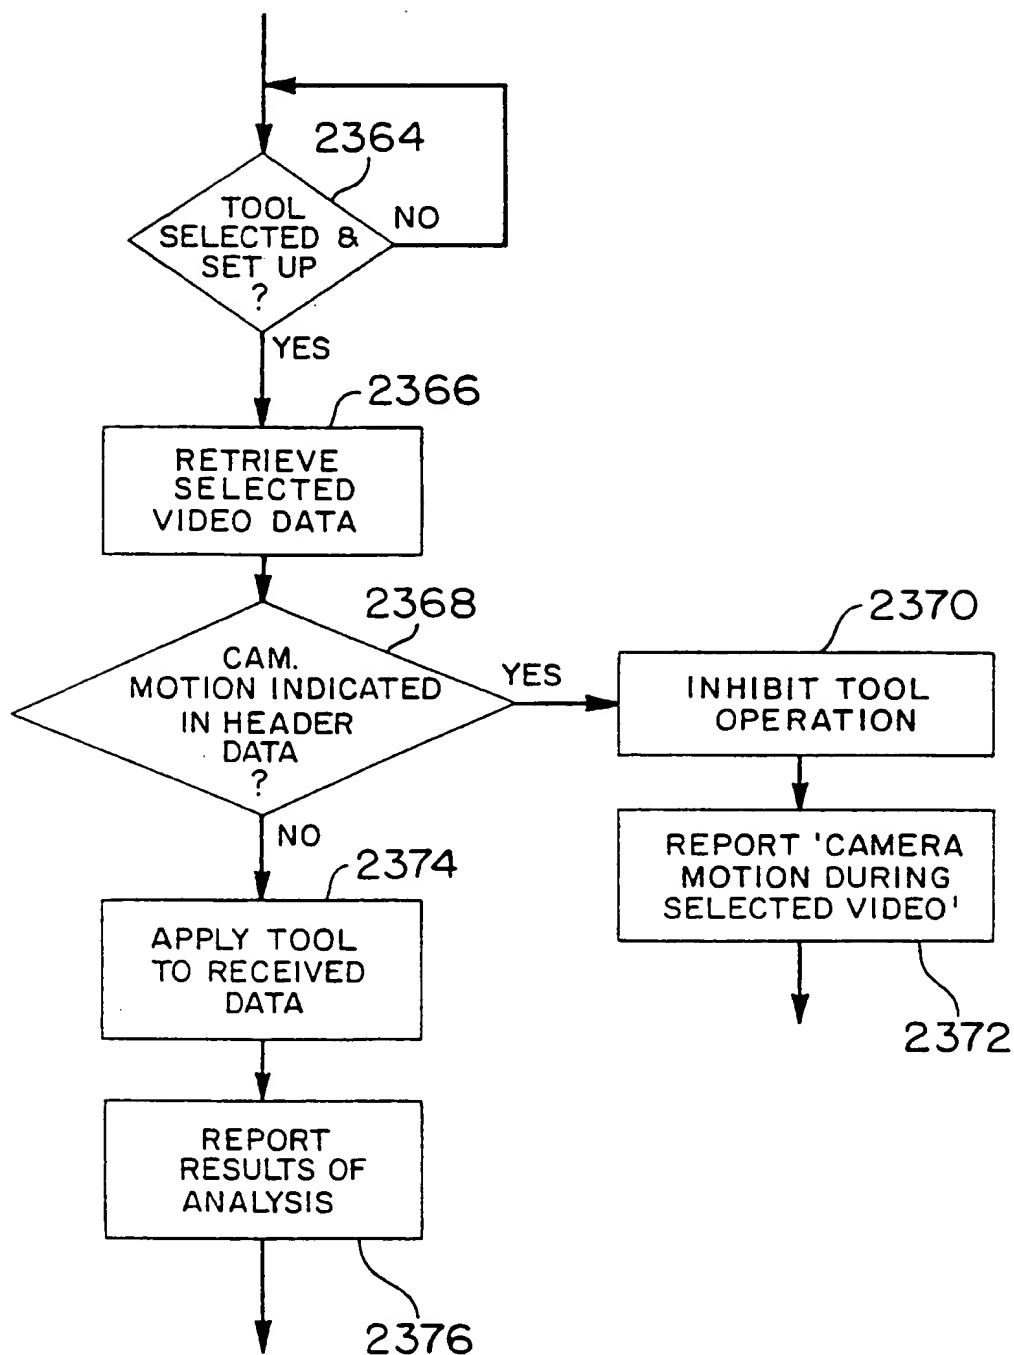 2364
TOOL
SELECTED &
SET UP
?
NO
YES
2366
RETRIEVE
SELECTED
VIDEO DATA
2368
CAM.
MOTION INDICATED
IN HEADER
DATA
?
YES
NO
2370
INHIBIT TOOL
OPERATION
REPORT 'CAMERA
MOTION DURING
SELECTED VIDEO'
2372
2374
APPLY TOOL
TO RECEIVED
DATA
REPORT
RESULTS OF
ANALYSIS
2376